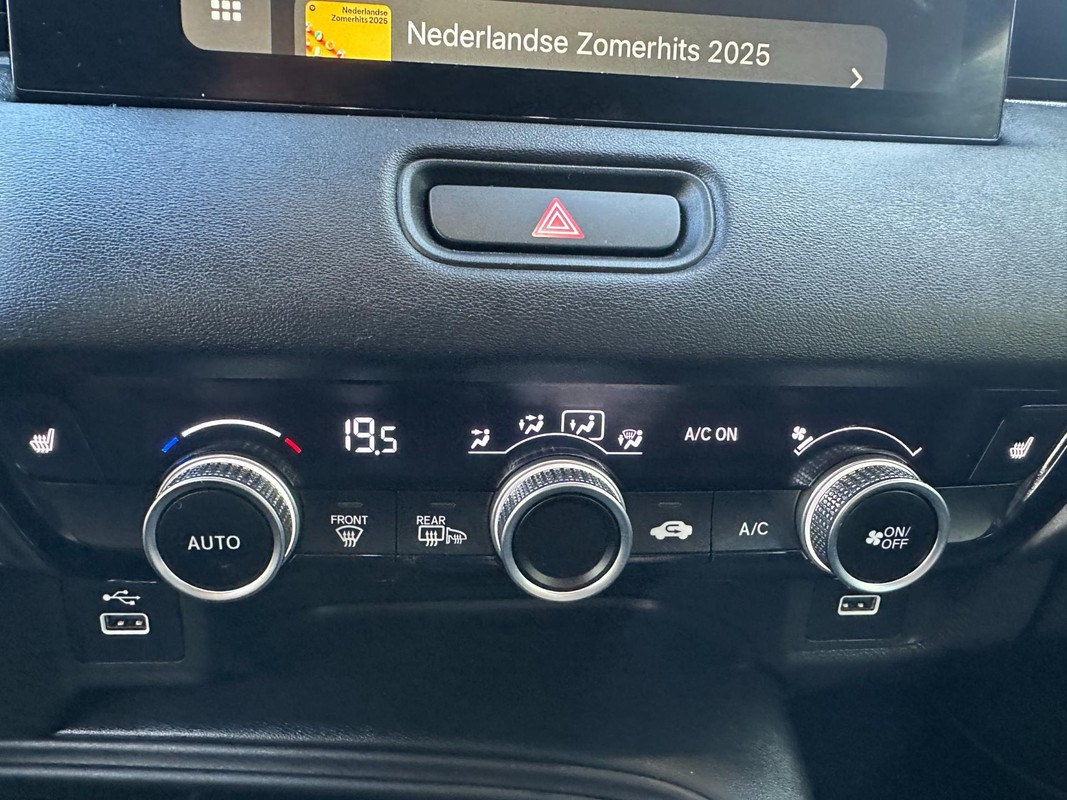 Nederlandse
Zomerhits 2025
Nederlandse Zomerhits 2025
19.5
A/C ON
AUTO
FRONT
REAR
A/C
ON/
OFF